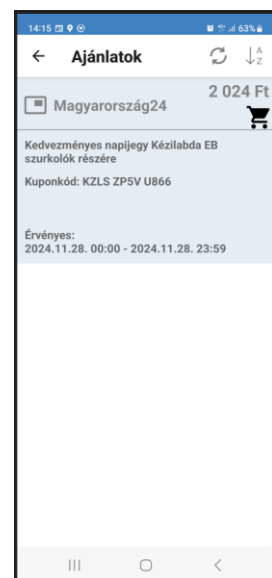 14:15 63%
Ajánlatok
A
Z
Magyarország24
2 024 Ft
Kedvezményes napijegy Kézilabda EB
szurkolók részére
Kuponkód: KZLS ZP5V U866
Érvényes:
2024.11.28. 00:00 - 2024.11.28. 23:59